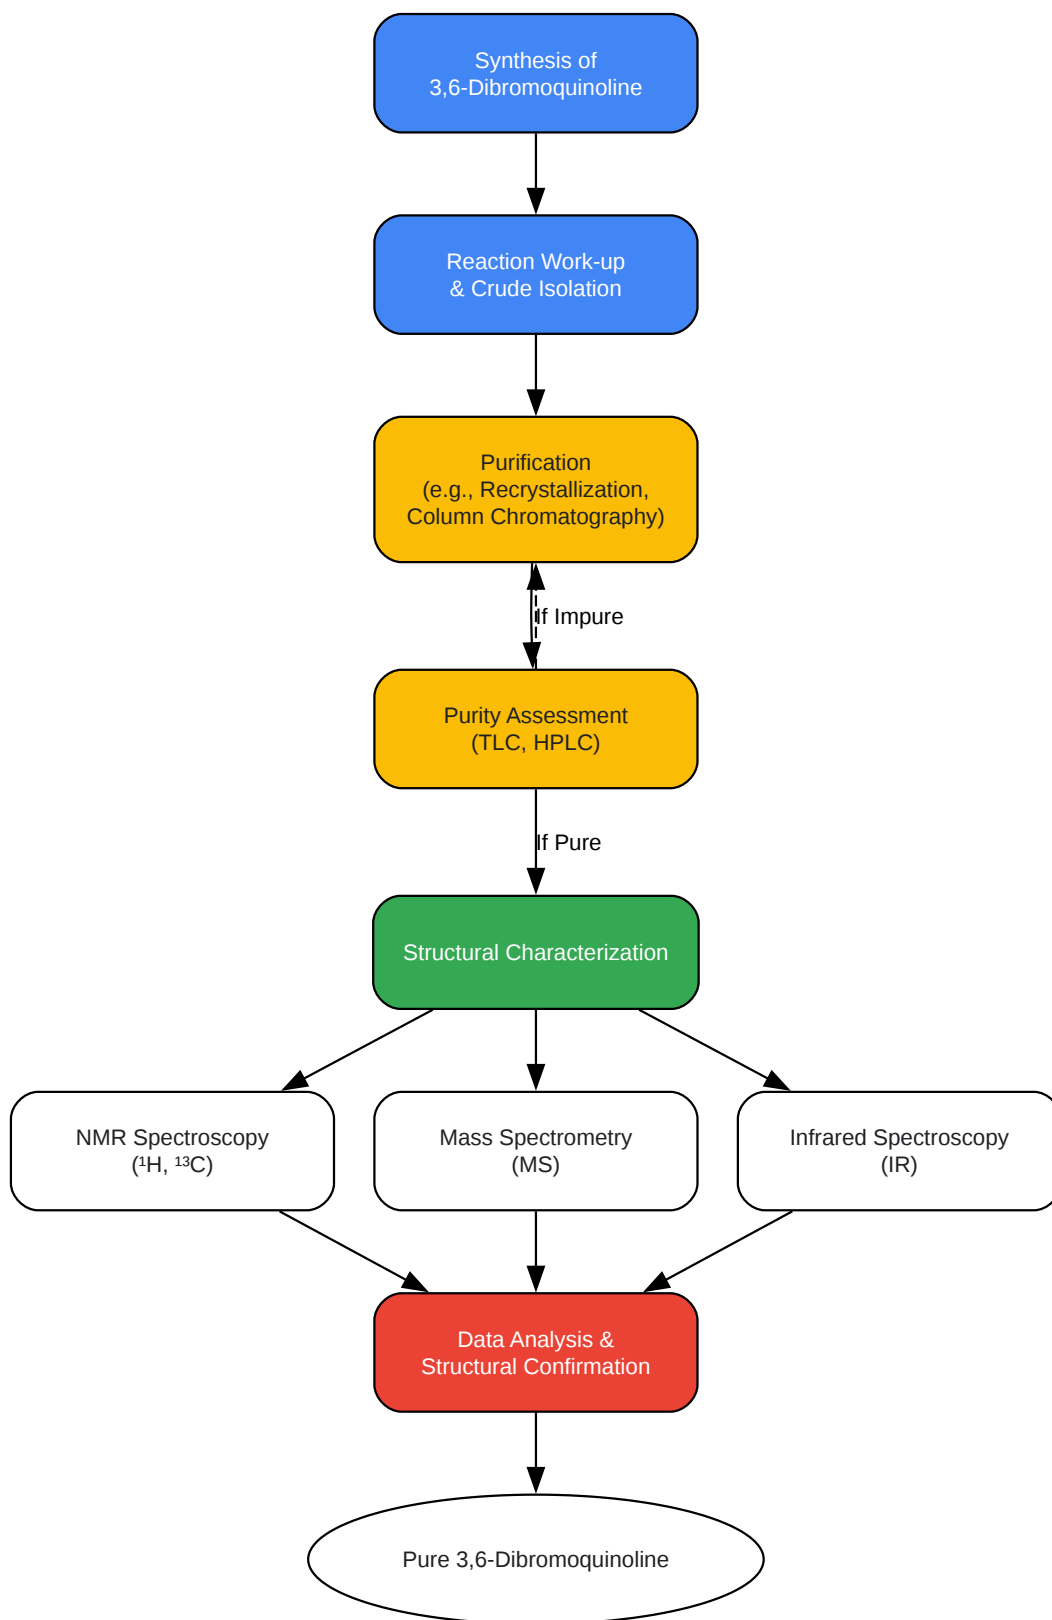 Synthesis of
3,6-Dibromoquinoline
Reaction Work-up
& Crude Isolation
Purification
(e.g., Recrystallization,
Column Chromatography)
If Impure
Purity Assessment
(TLC, HPLC)
If Pure
Structural Characterization
NMR Spectroscopy
(¹H, ¹³C)
Mass Spectrometry
(MS)
Infrared Spectroscopy
(IR)
Data Analysis &
Structural Confirmation
Pure 3,6-Dibromoquinoline